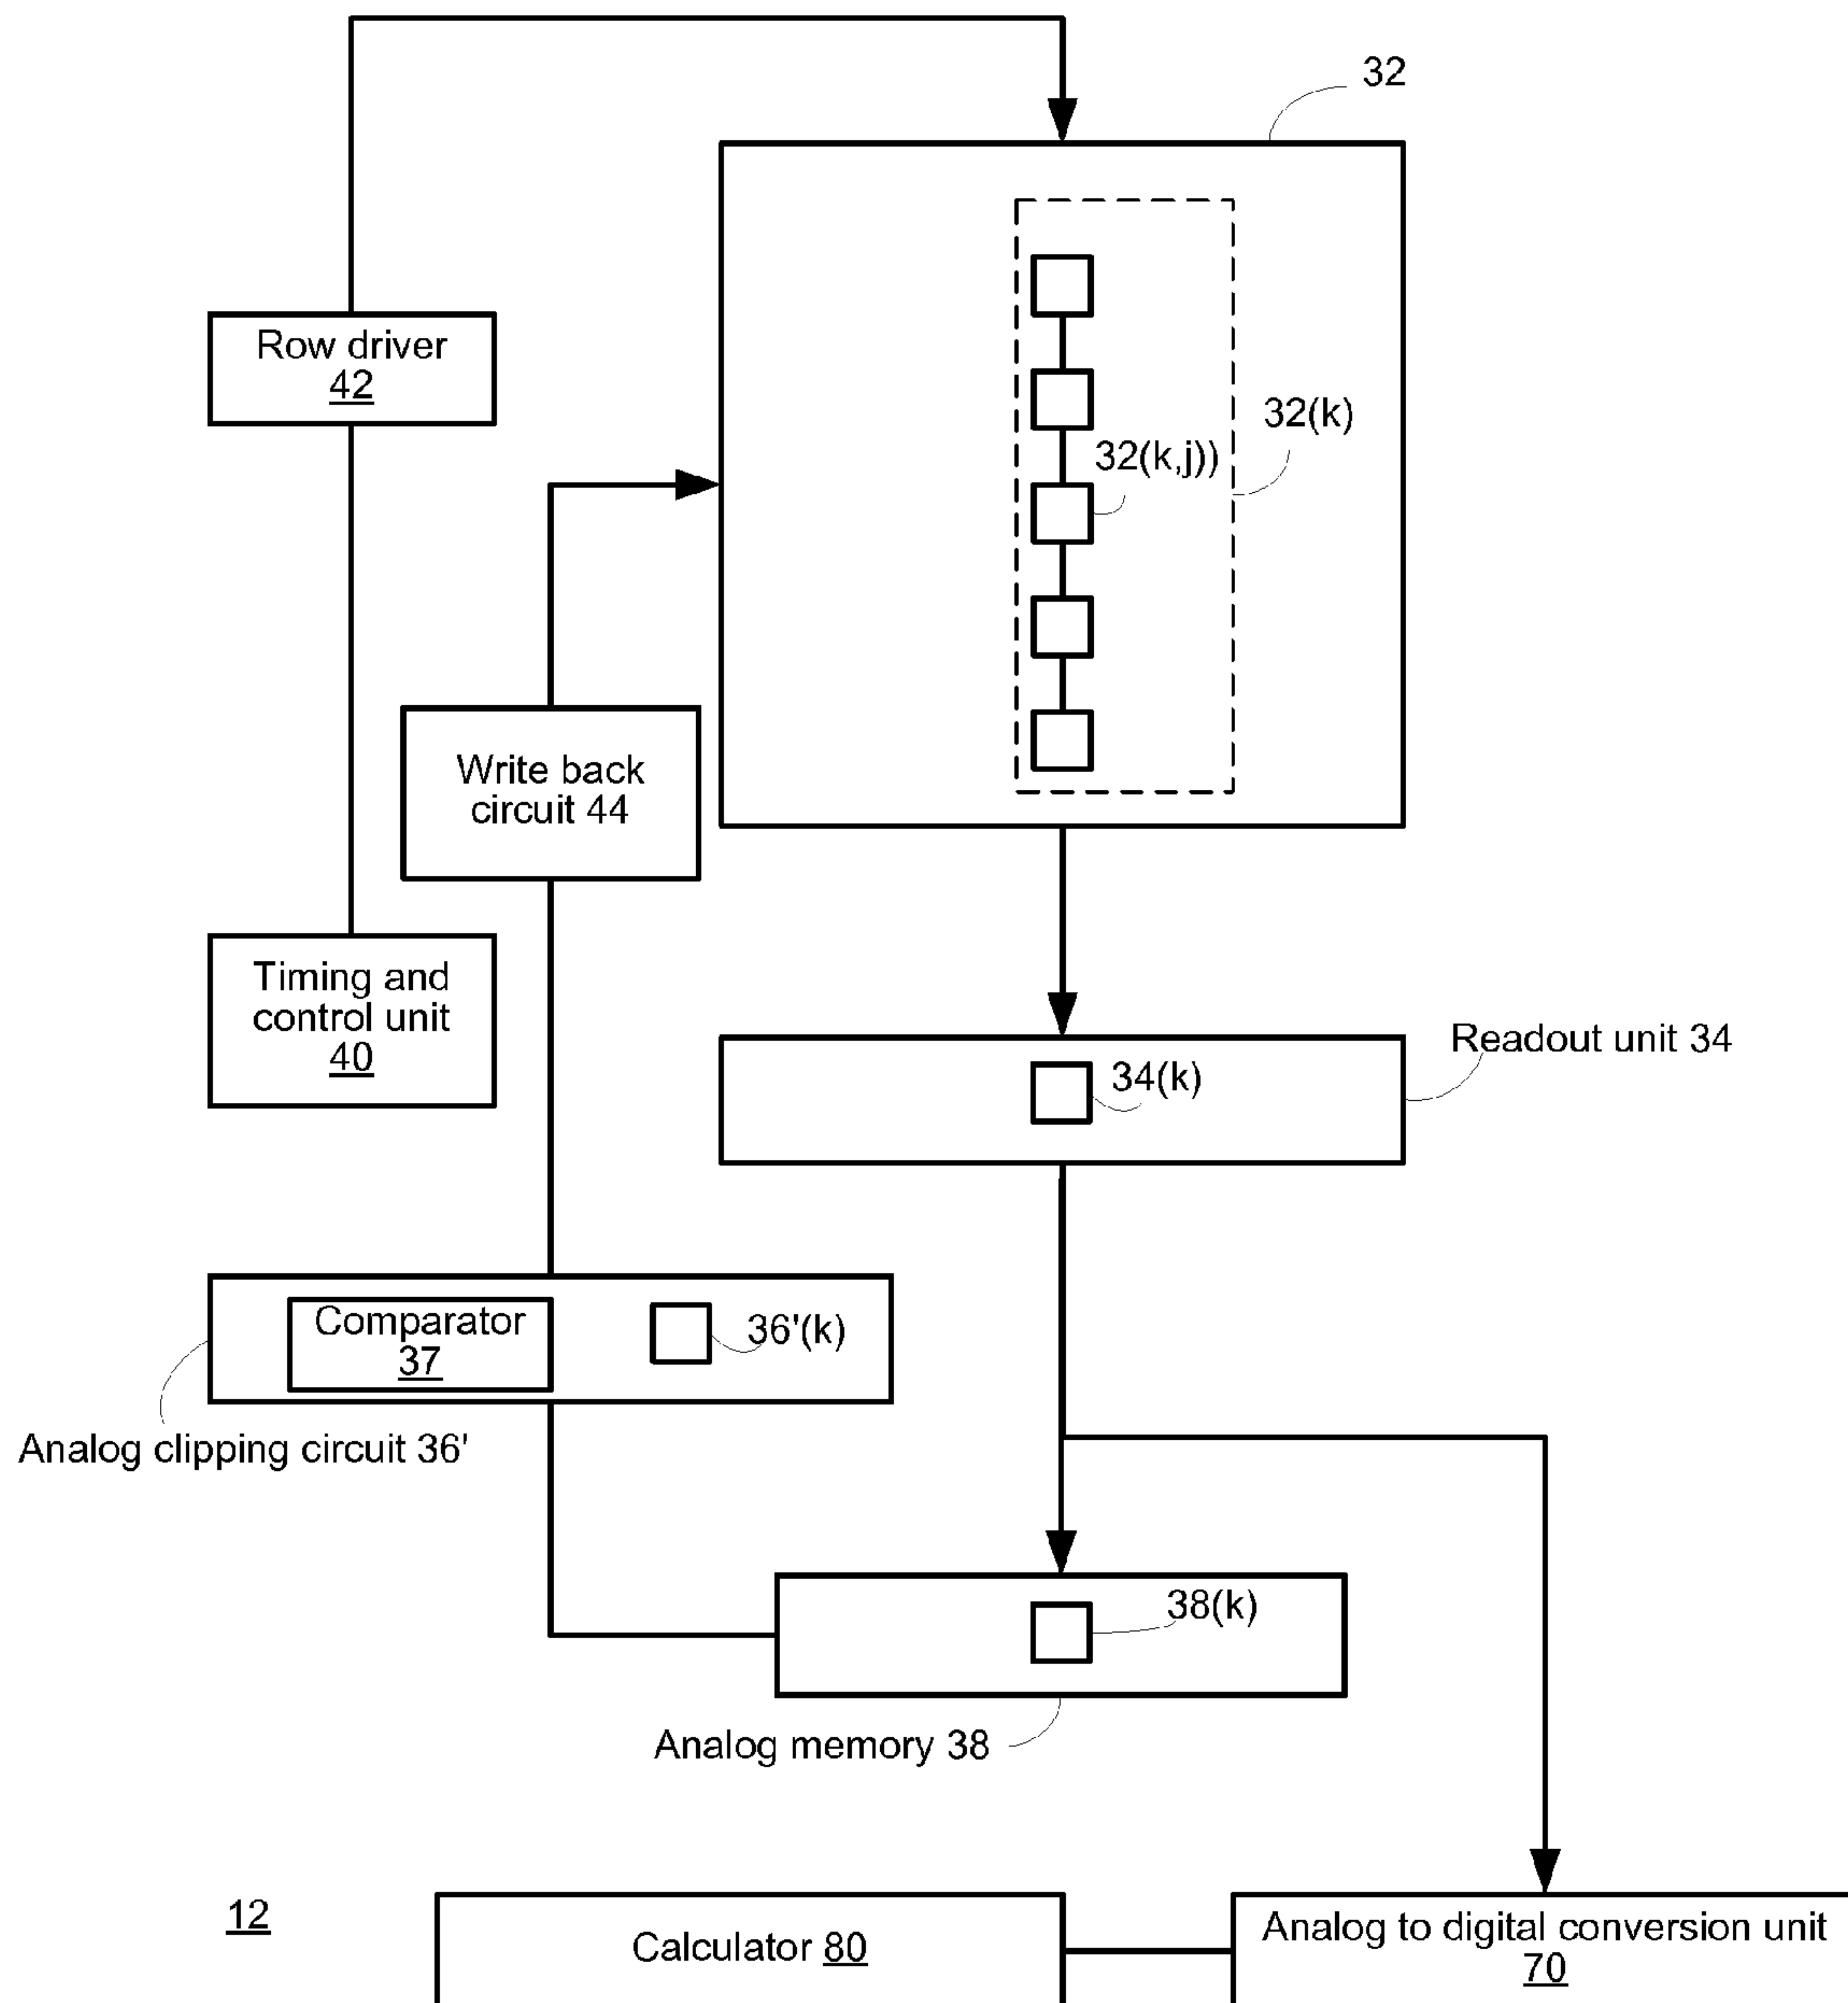 32
Row driver
42
32(k)
32(k,j))
Write back
circuit 44
Timing and
control unit
40
Readout unit 34
34(k)
Comparator
37
36'(k)
Analog clipping circuit 36'
38(k)
Analog memory 38
12
Calculator 80
Analog to digital conversion unit
70